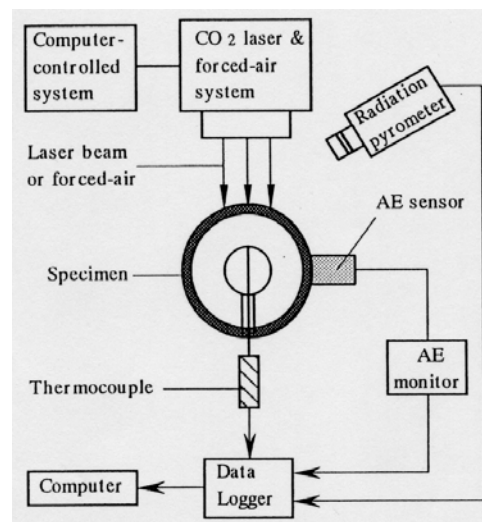 Computer-
controlled
system
CO 2 laser &
forced-air
system
Radiation
pyrometer
Laser beam
or forced-air
AE sensor
Specimen
AE
monitor
Thermocouple
Data
Logger
Computer